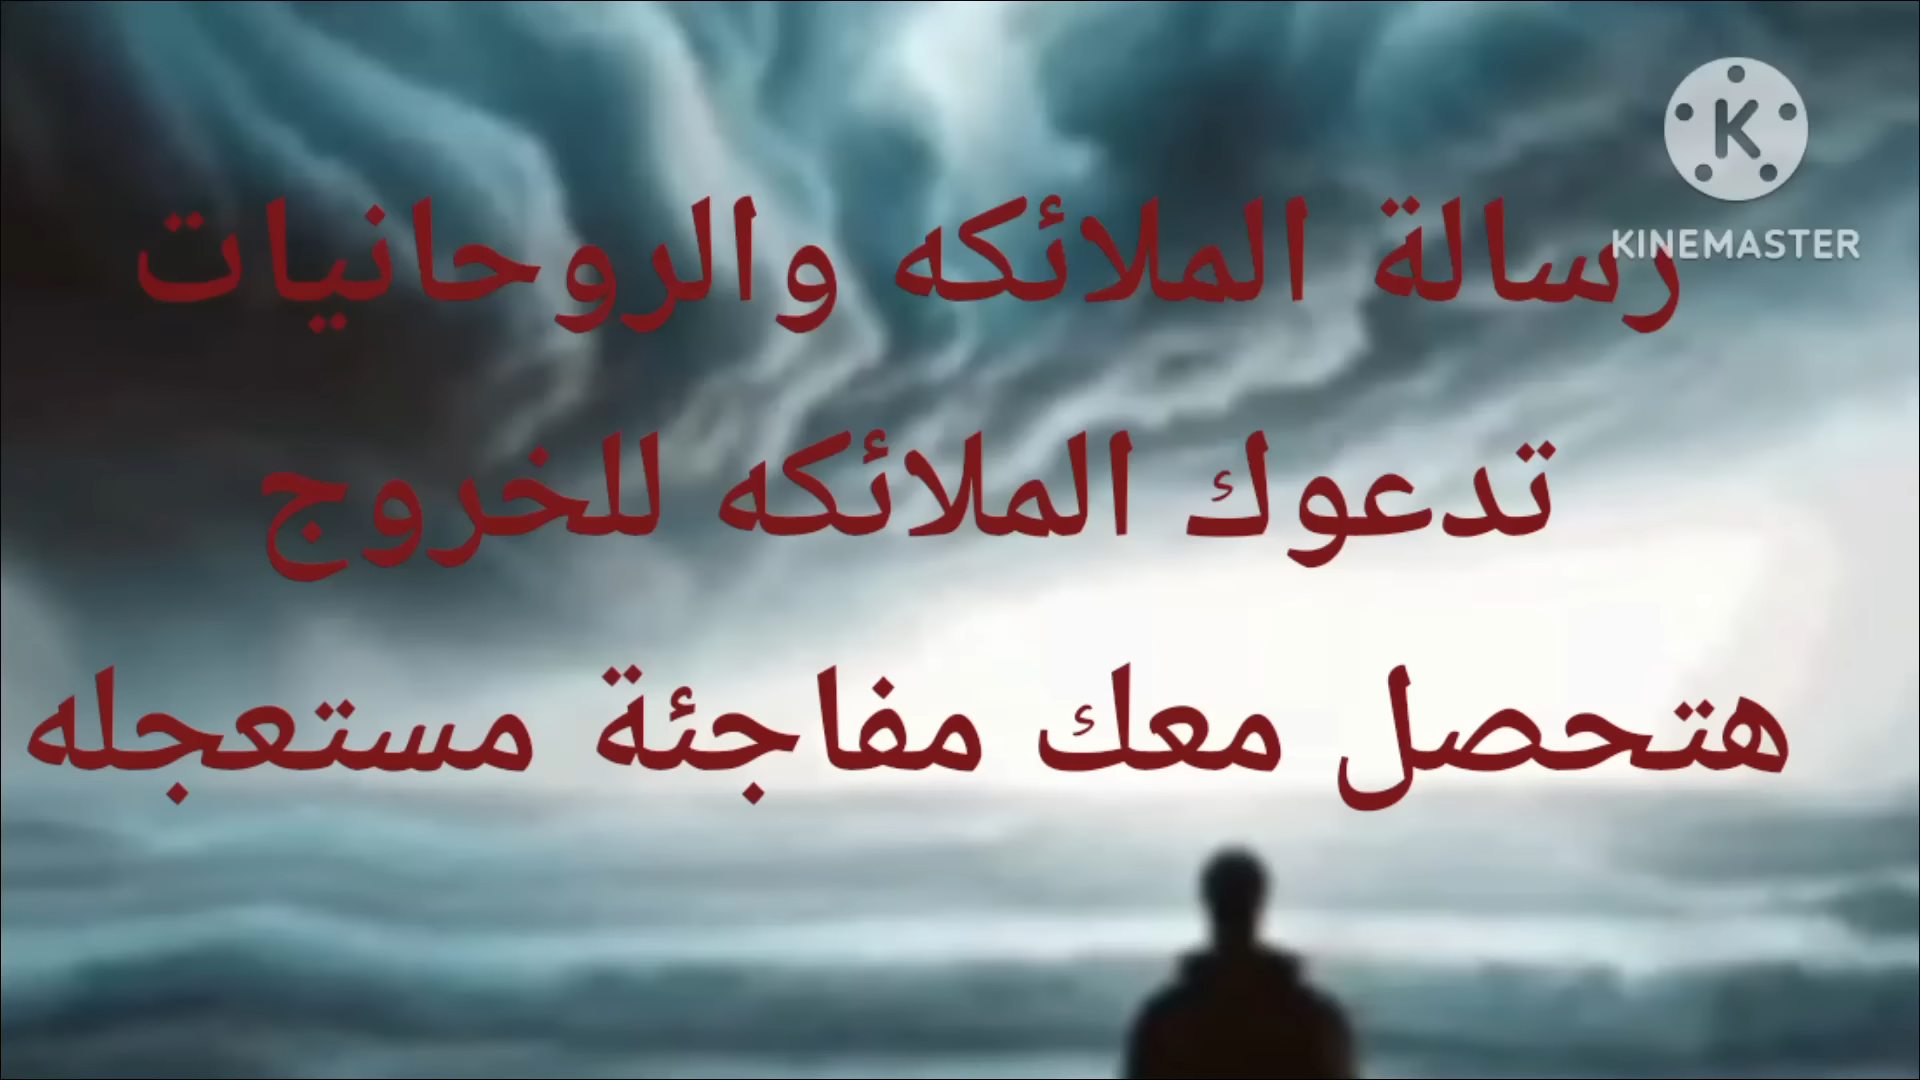 KINEMASTER
رسالة الملائكه والروحانيات
تدعوك الملائكه للخروج
هتحصل معك مفاجئة مستعجله